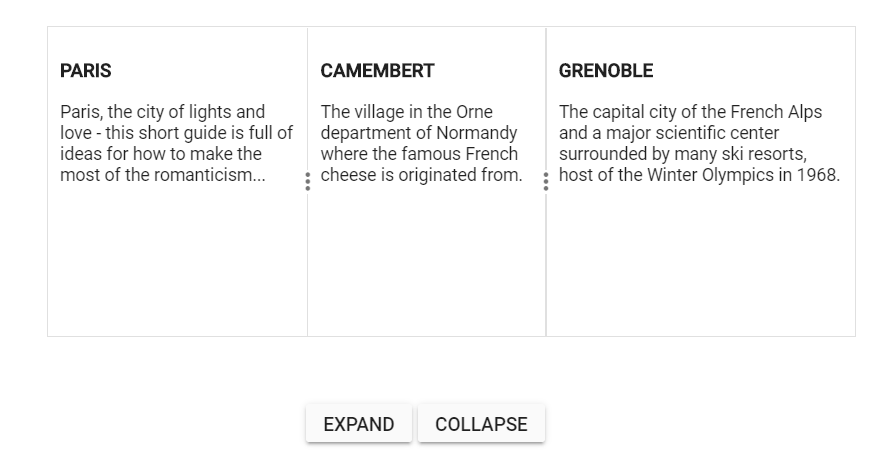 PARIS
Paris, the city of lights and
love - this short guide is full of
ideas for how to make the
most of the romanticism...
CAMEMBERT
The village in the Orne
department of Normandy
where the famous French
cheese is originated from.
GRENOBLE
The capital city of the French Alps
and a major scientific center
surrounded by many ski resorts,
host of the Winter Olympics in 1968.
EXPAND
COLLAPSE